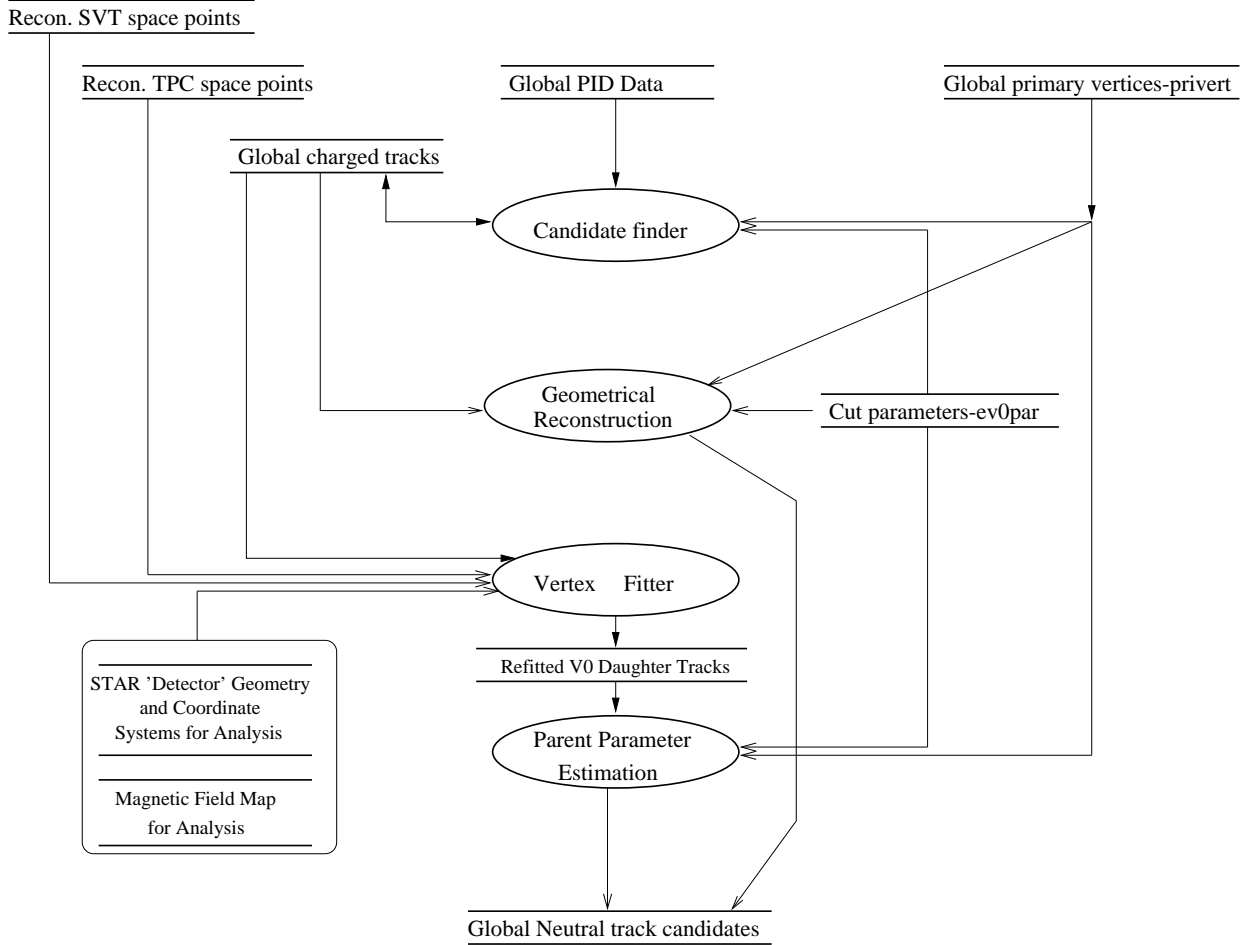 Recon. SVT space points
Recon. TPC space points
Global PID Data
Global primary vertices-privert
Global charged tracks
Candidate finder
Geometrical
Reconstruction
Cut parameters-ev0par
Vertex Fitter
Refitted V0 Daughter Tracks
STAR ’Detector’ Geometry
and Coordinate
Systems for Analysis
Parent Parameter
Estimation
Magnetic Field Map
for Analysis
Global Neutral track candidates